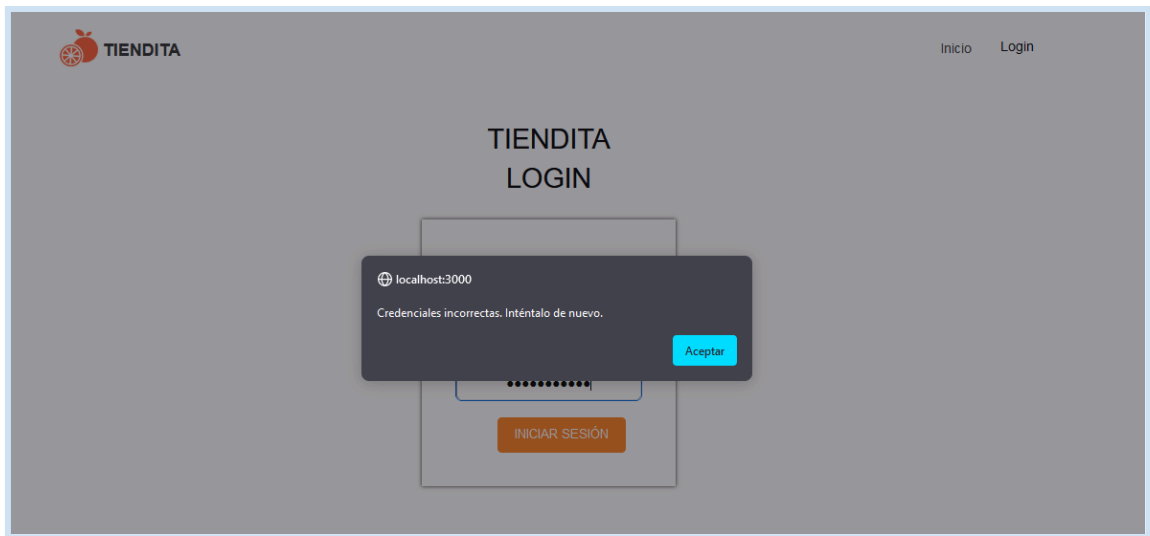 TIENDITA
Inicio Login
TIENDITA
LOGIN
localhost:3000
Credenciales incorrectas. Inténtalo de nuevo.
Aceptar
•••••••••••
INICIAR SESIÓN